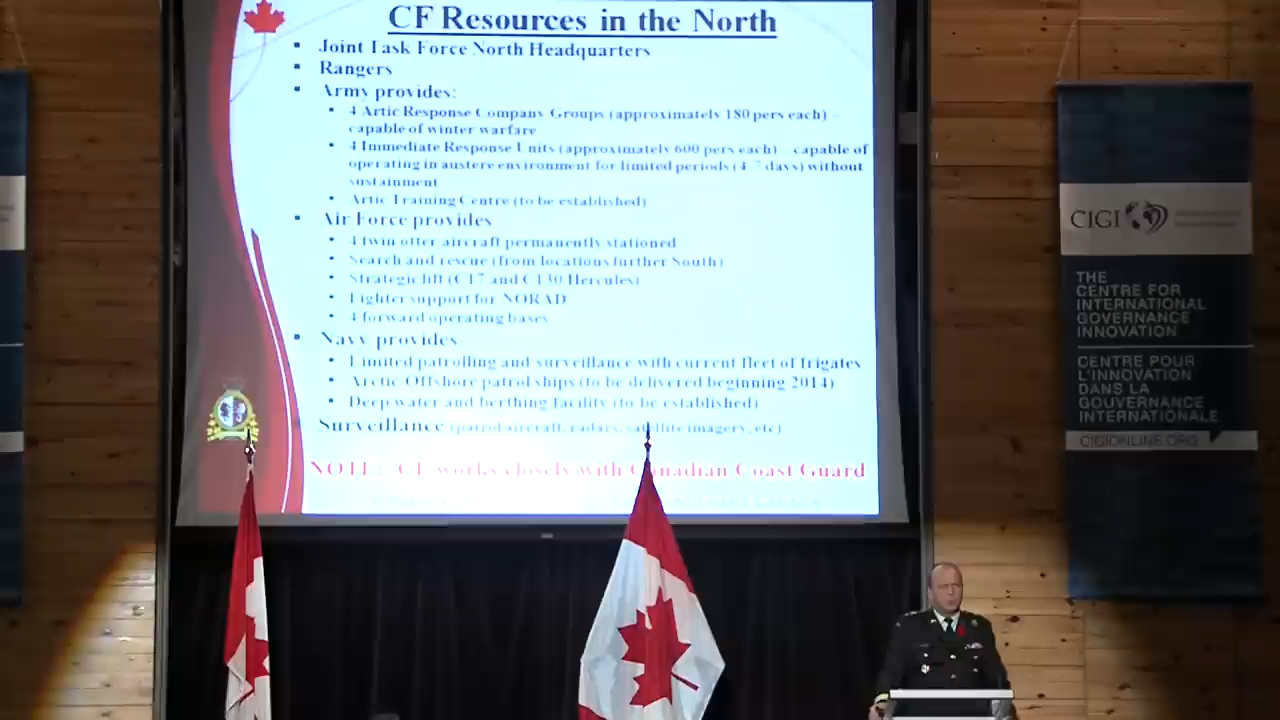 CF Resources in the North
▪ Joint Task Force North Headquarters
▪ Rangers
▪ Army provides:
• 4 Artic Response Company Groups (approximately 180 pers each) –
capable of winter warfare
• 4 Immediate Response Units (approximately 600 pers each) – capable of
operating in austere environment for limited periods (4-7 days) without
sustainment
• Artic Training Centre (to be established)
▪ Air Force provides
• 4 twin otter aircraft permanently stationed
• Search and rescue (from locations further South)
• Strategic lift (C17 and C130 Hercules)
• Fighter support for NORAD
• 4 forward operating bases
▪ Navy provides
• Limited patrolling and surveillance with current fleet of frigates
• Arctic Offshore patrol ships (to be delivered beginning 2014)
• Deep water and berthing facility (to be established)
Surveillance (patrol aircraft, radars, satellite imagery, etc)
NOTE: CF works closely with Canadian Coast Guard
CIGI
THE
CENTRE FOR
INTERNATIONAL
GOVERNANCE
INNOVATION
CENTRE POUR
L'INNOVATION
DANS LA
GOUVERNANCE
INTERNATIONALE
CIGIONLINE.ORG